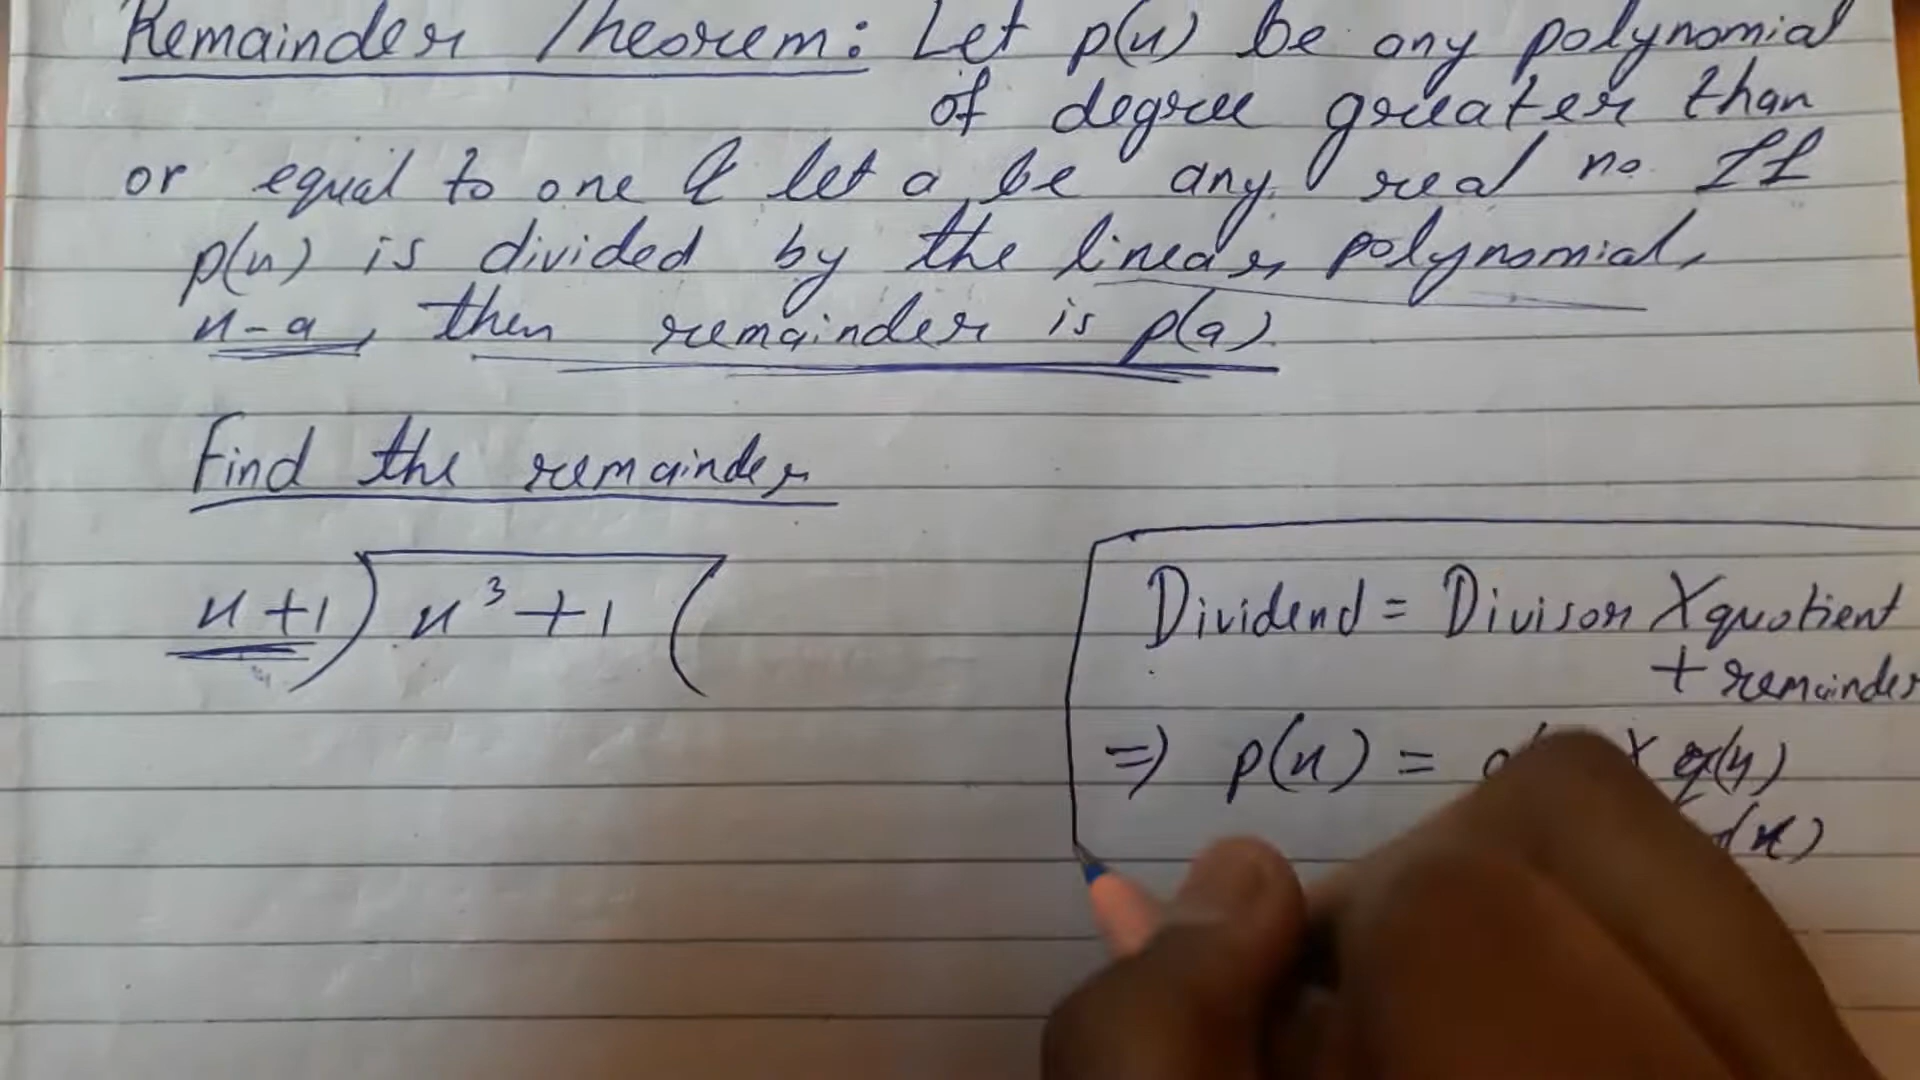 Remainder Theorem: Let p(x) be any polynomial
of degree greater than
or equal to one & let a be any real no. If
p(x) is divided by the linear polynomial,
x-a, then remainder is p(a)
Find the remainder
x+1) x³+1 (
Dividend = Divisor X quotient
+ remainder
=> p(x) = X q(x)
(x)